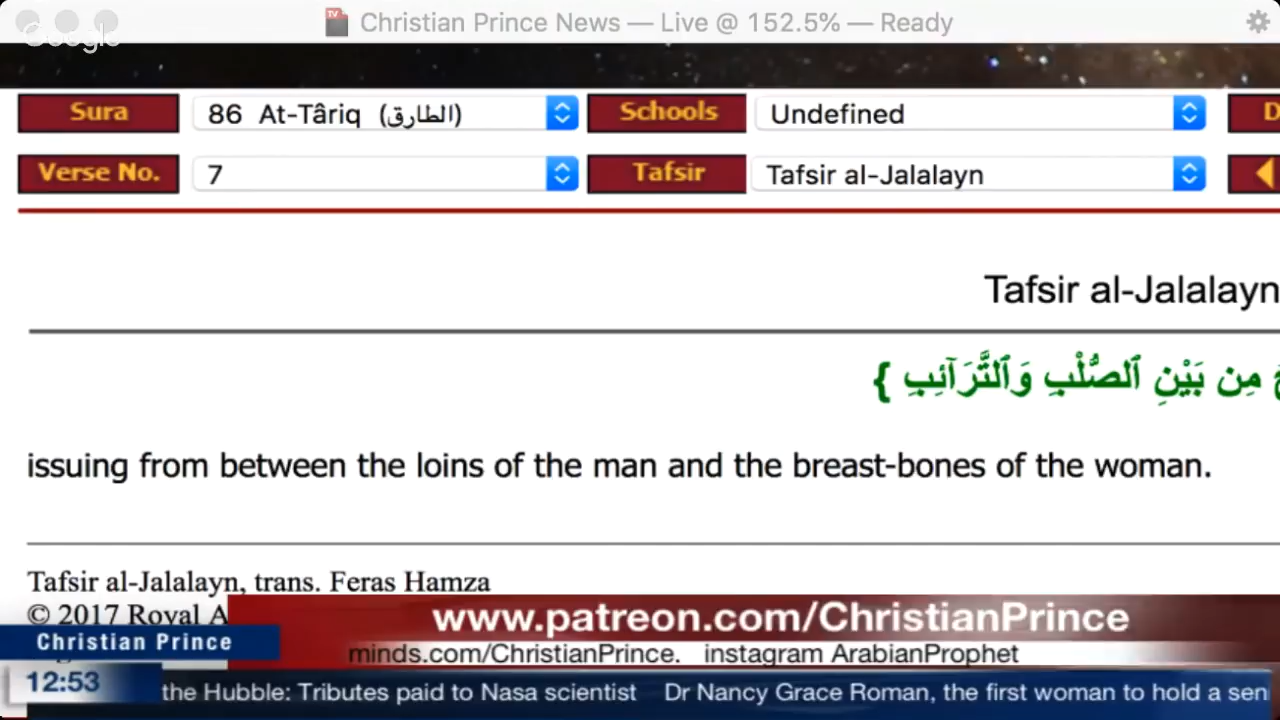 Christian Prince News — Live @ 152.5% — Ready
Google
Sura
86 At-Târiq (الطارق)
Schools
Undefined
D
Verse No.
7
Tafsir
Tafsir al-Jalalayn
Tafsir al-Jalalayn
مِن بَيْنِ ٱلصُّلْبِ وَٱلتَّرَآئِبِ }
issuing from between the loins of the man and the breast-bones of the woman.
Tafsir al-Jalalayn, trans. Feras Hamza
© 2017 Royal A
www.patreon.com/ChristianPrince
Christian Prince
minds.com/ChristianPrince. instagram ArabianProphet
12:53
the Hubble: Tributes paid to Nasa scientist Dr Nancy Grace Roman, the first woman to hold a sen